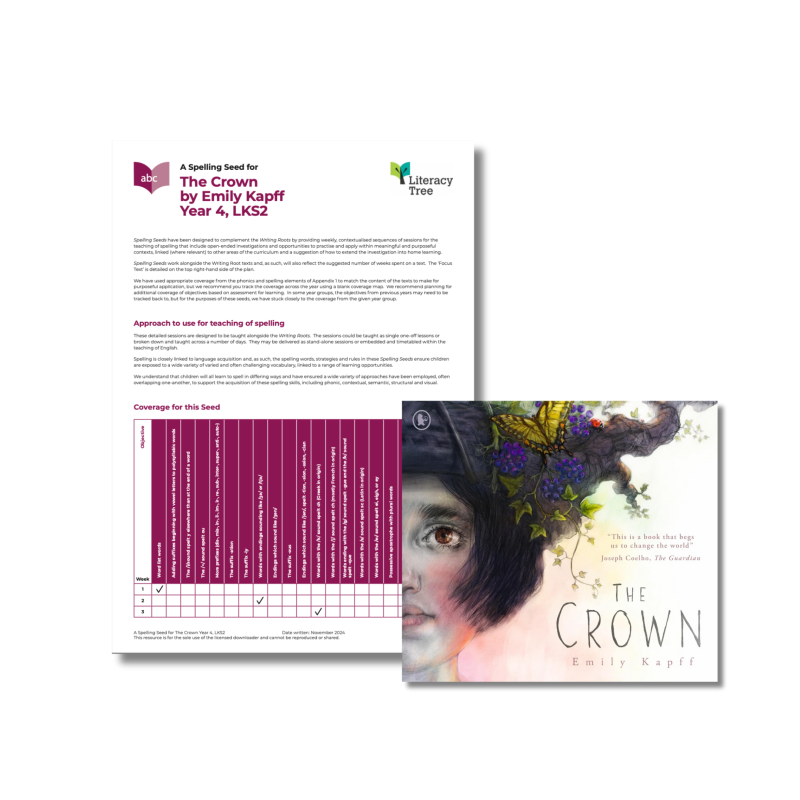 abc
A Spelling Seed for
The Crown
by Emily Kapff
Year 4, LKS2
Literacy
Tree
Spelling Seeds have been designed to complement the Writing Roots by providing weekly, contextualised sequences of sessions for the
teaching of spelling that include open-ended investigations and opportunities to practise and apply within meaningful and purposeful
contexts, linked (where relevant) to other areas of the curriculum and a suggestion of how to extend the investigation into home learning.
Spelling Seeds work alongside the Writing Root texts and, as such, will also reflect the suggested number of weeks spent on a text. The 'Focus
Text' is detailed on the top right-hand side of the plan.
We have used appropriate coverage from the phonics and spelling elements of Appendix 1 to match the content of the texts to make for
purposeful application, but we recommend you track the coverage across the year using a blank coverage map. We recommend planning for
additional coverage of objectives based on assessment for learning. In some year groups, the objectives from previous years may need to be
tracked back to, but for the purposes of these seeds, we have stuck closely to the coverage from the given year group.
Approach to use for teaching of spelling
These detailed sessions are designed to be taught alongside the Writing Roots. The sessions could be taught as single one-off lessons or
broken down and taught across a number of days. They may be delivered as stand-alone sessions or embedded and timetabled within the
teaching of English.
Spelling is closely linked to language acquisition and, as such, the spelling words, strategies and rules in these Spelling Seeds ensure children
are exposed to a wide variety of varied and often challenging vocabulary, linked to a range of learning opportunities.
We understand that children will all learn to spell in differing ways and have ensured a wide variety of approaches have been employed, often
overlapping one another, to support the acquisition of these spelling skills, including phonic, contextual, semantic, structural and visual.
Coverage for this Seed
Objective
Word list words
Adding suffixes beginning with vowel letters to polysyllabic words
The /ɪ/sound spelt y elsewhere than at the end of a word
The /ʌ/ sound spelt ou
More prefixes (dis-, mis-, in-, il-, im-, ir-, re-, sub-, inter-, super-, anti-, auto-)
The suffix -ation
The suffix -ly
Words with endings sounding like /ʒə/ or /tʃə/
Endings which sound like /ʒən/
The suffix -ous
Endings which sound like /ʃən/, spelt -tion, -sion, -ssion, -cian
Words with the /k/ sound spelt ch (Greek in origin)
Words with the /ʃ/ sound spelt ch (mostly French in origin)
Words ending with the /g/ sound spelt -gue and the /k/ sound
spelt -que
Words with the /s/ sound spelt sc (Latin in origin)
Words with the /eɪ/ sound spelt ei, eigh, or ey
Possessive apostrophe with plural words
Week
1
2
3
A Spelling Seed for The Crown Year 4, LKS2 Date written: November 2024
This resource is for the sole use of the licensed downloader and cannot be reproduced or shared.
"This is a book that begs
us to change the world"
Joseph Coelho, The Guardian
THE
CROWN
Emily Kapff